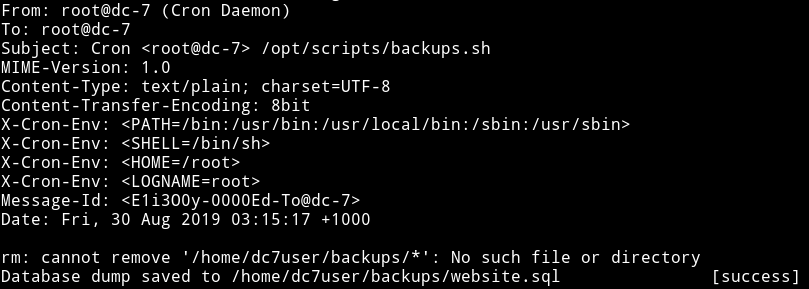 From: root@dc-7 (Cron Daemon)
To: root@dc-7
Subject: Cron <root@dc-7> /opt/scripts/backups.sh
MIME-Version: 1.0
Content-Type: text/plain; charset=UTF-8
Content-Transfer-Encoding: 8bit
X-Cron-Env: <PATH=/bin:/usr/bin:/usr/local/bin:/sbin:/usr/sbin>
X-Cron-Env: <SHELL=/bin/sh>
X-Cron-Env: <HOME=/root>
X-Cron-Env: <LOGNAME=root>
Message-Id: <E1i3O0y-0000Ed-To@dc-7>
Date: Fri, 30 Aug 2019 03:15:17 +1000

rm: cannot remove '/home/dc7user/backups/*': No such file or directory
Database dump saved to /home/dc7user/backups/website.sql [success]